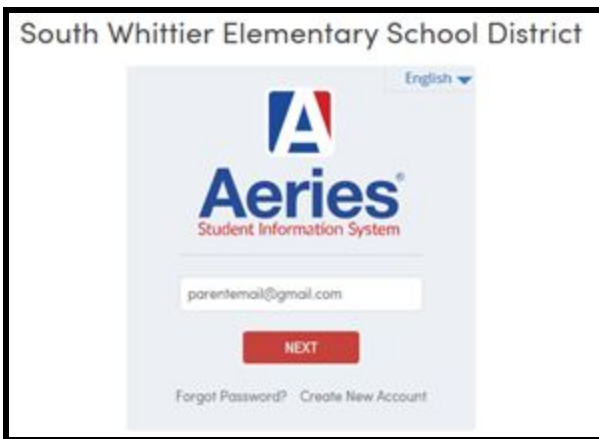 South Whittier Elementary School District
English
A
Aeries®
Student Information System
parentemail@gmail.com
NEXT
Forgot Password? Create New Account